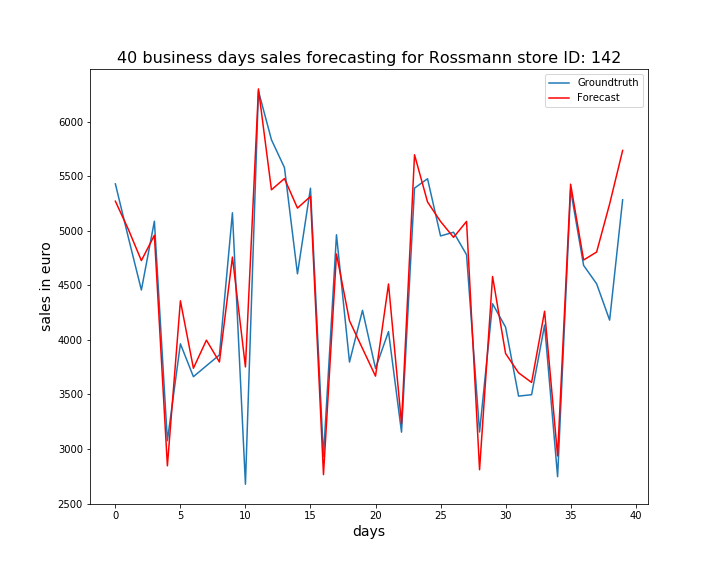 40 business days sales forecasting for Rossmann store ID: 142
Groundtruth
Forecast
6000
5500
5000
4500
4000
3500
3000
2500
sales in euro
0 5 10 15 20 25 30 35 40
days